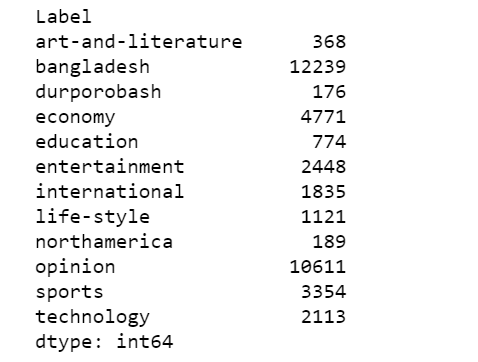 Label
art-and-literature 368
bangladesh 12239
durporobash 176
economy 4771
education 774
entertainment 2448
international 1835
life-style 1121
northamerica 189
opinion 10611
sports 3354
technology 2113
dtype: int64